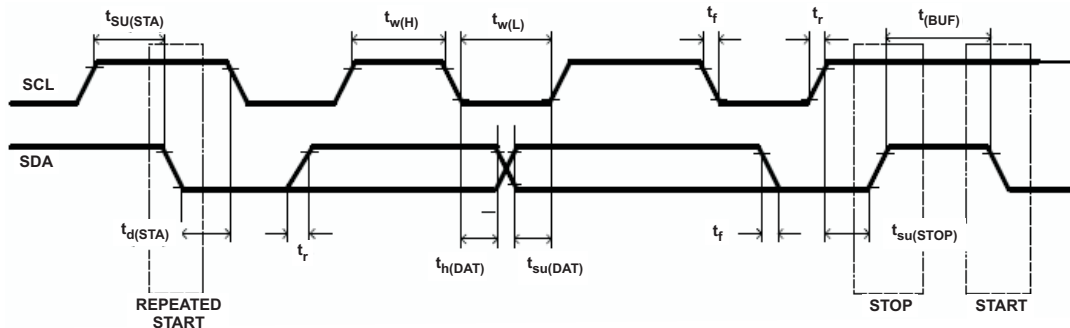 tSU(STA)
tw(H)
tw(L)
tf
tr
t(BUF)
SCL
SDA
td(STA)
tr
th(DAT)
tsu(DAT)
tf
tsu(STOP)
REPEATED
START
STOP
START